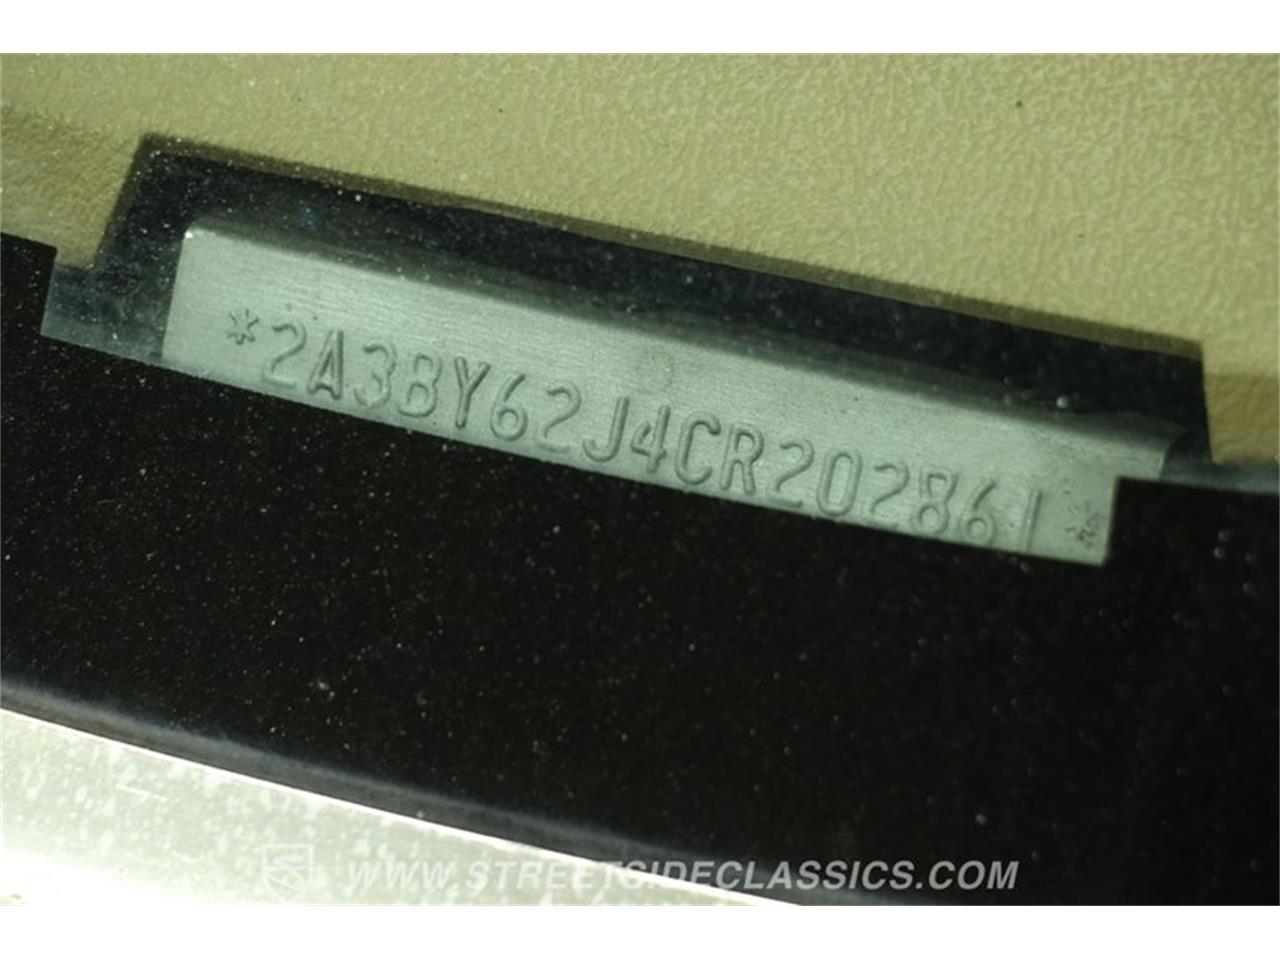 *2A3BY62J4CR202861*
WWW.STREETSIDECLASSICS.COM